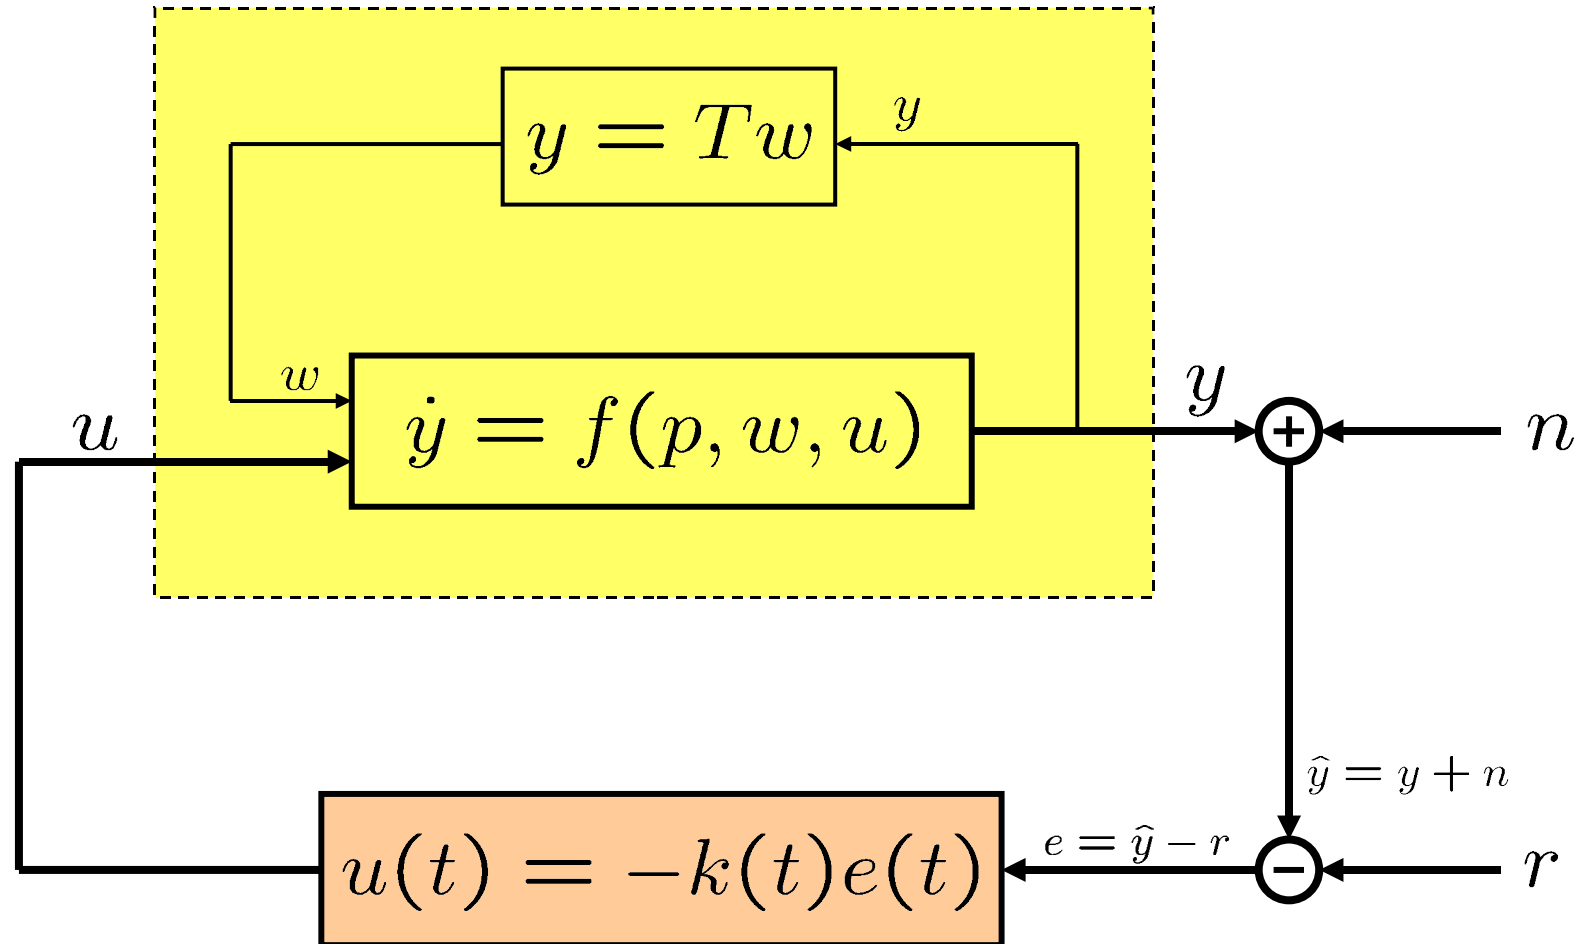 y = Tw
y
w
ẏ = f(p, w, u)
u
y
+
n
ŷ = y + n
u(t) = −k(t)e(t)
e = ŷ − r
−
r